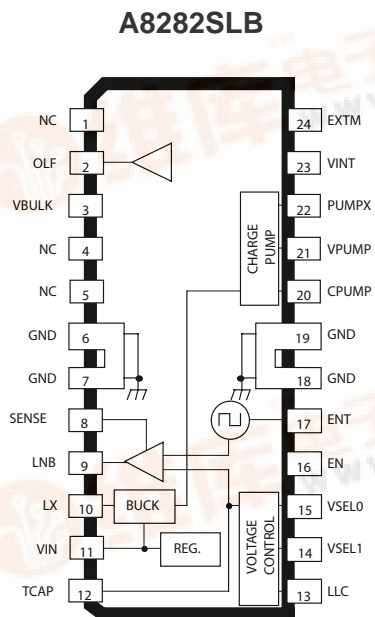 A8282SLB
NC 1
OLF 2
VBULK 3
NC 4
NC 5
GND 6
GND 7
SENSE 8
LNB 9
LX 10
VIN 11
TCAP 12
24 EXTM
23 VINT
22 PUMPX
21 VPUMP
20 CPUMP
19 GND
18 GND
17 ENT
16 EN
15 VSEL0
14 VSEL1
13 LLC
CHARGE
PUMP
BUCK
REG.
VOLTAGE
CONTROL